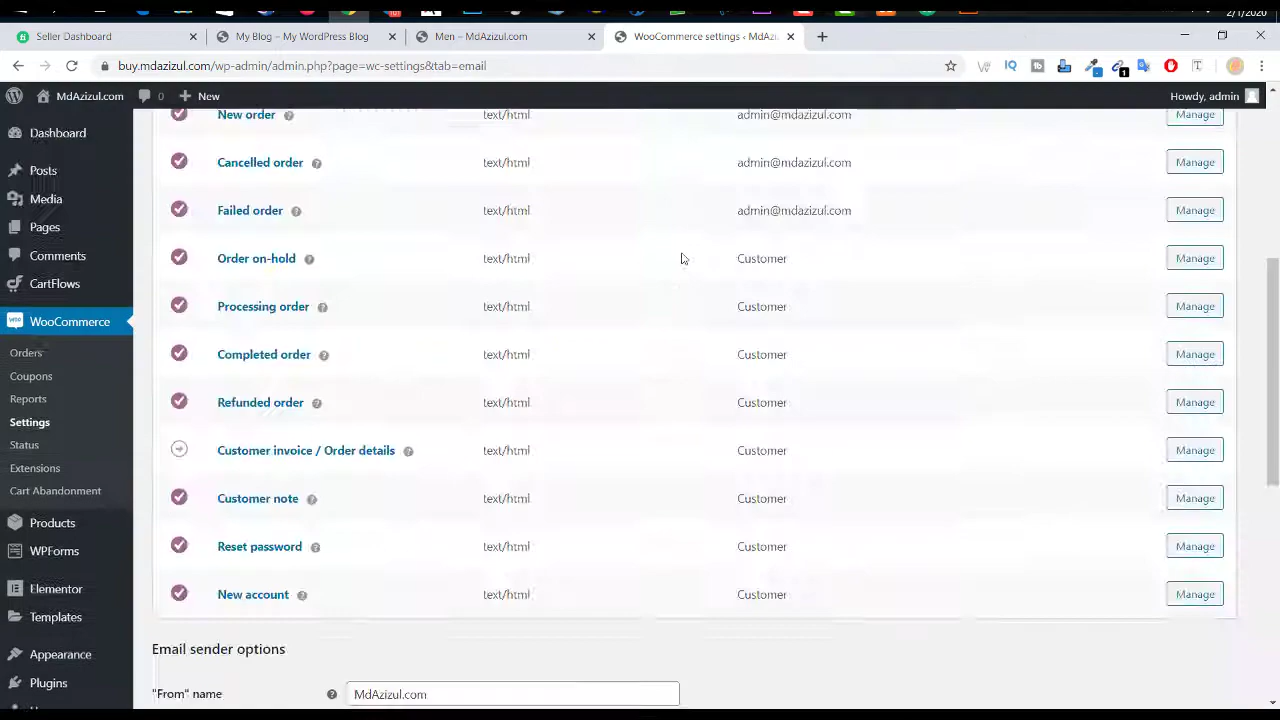 2/1/2020
Seller Dashboard
My Blog – My WordPress Blog
Men – MdAzizul.com
WooCommerce settings ‹ MdAzi
buy.mdazizul.com/wp-admin/admin.php?page=wc-settings&tab=email
MdAzizul.com
0
New
Howdy, admin
Dashboard
Posts
Media
Pages
Comments
CartFlows
WooCommerce
Orders
Coupons
Reports
Settings
Status
Extensions
Cart Abandonment
Products
WPForms
Elementor
Templates
Appearance
Plugins
New order text/html admin@mdazizul.com Manage
Cancelled order text/html admin@mdazizul.com Manage
Failed order text/html admin@mdazizul.com Manage
Order on-hold text/html Customer Manage
Processing order text/html Customer Manage
Completed order text/html Customer Manage
Refunded order text/html Customer Manage
Customer invoice / Order details text/html Customer Manage
Customer note text/html Customer Manage
Reset password text/html Customer Manage
New account text/html Customer Manage
Email sender options
"From" name MdAzizul.com